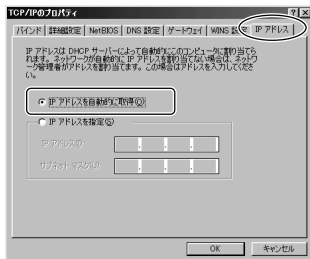 TCP/IPのプロパティ
バインド 詳細設定 NetBIOS DNS 設定 ゲートウェイ WINS 設定 IP アドレス
IP アドレスは DHCP サーバーによって自動的にこのコンピュータに割り当てら
れます。ネットワークが自動的に IP アドレスを割り当てない場合は、ネットワ
ーク管理者がアドレスを割り当てます。この場合はアドレスを入力してくださ
い。
IP アドレスを自動的に取得(O)
IP アドレスを指定(S)
IP アドレス(I):
サブネット マスク(U):
OK キャンセル